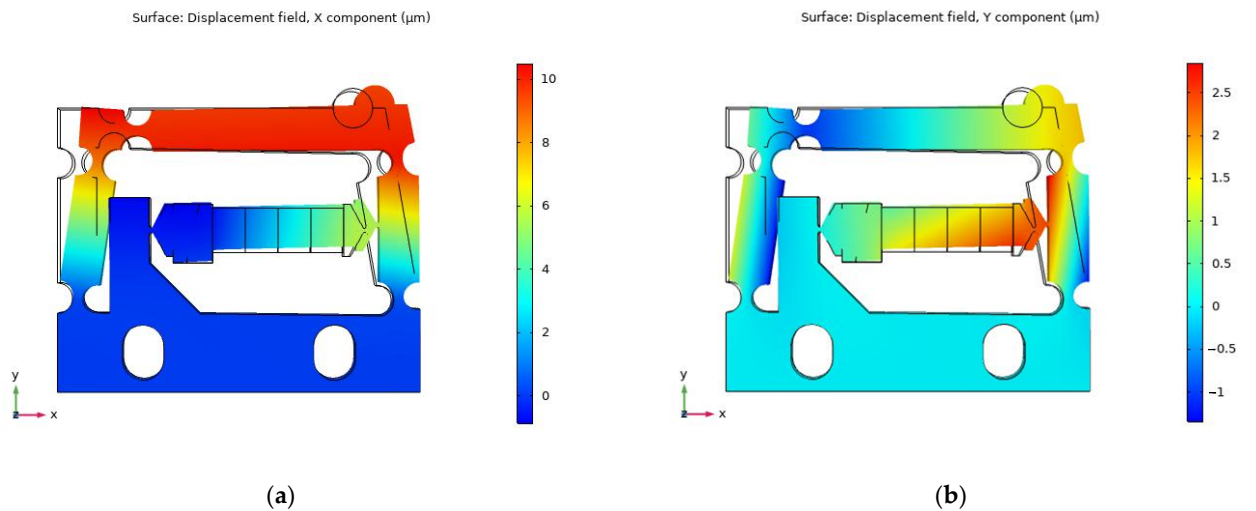 Surface: Displacement field, X component (μm)
10
8
6
4
2
0
y
z
x
(a)
Surface: Displacement field, Y component (μm)
2.5
2
1.5
1
0.5
0
−0.5
−1
y
z
x
(b)